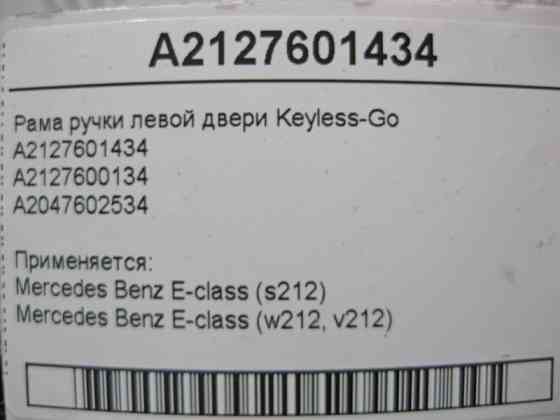 A2127601434
Рама ручки левой двери Keyless-Go
A2127601434
A2127600134
A2047602534
Применяется:
Mercedes Benz E-class (s212)
Mercedes Benz E-class (w212, v212)